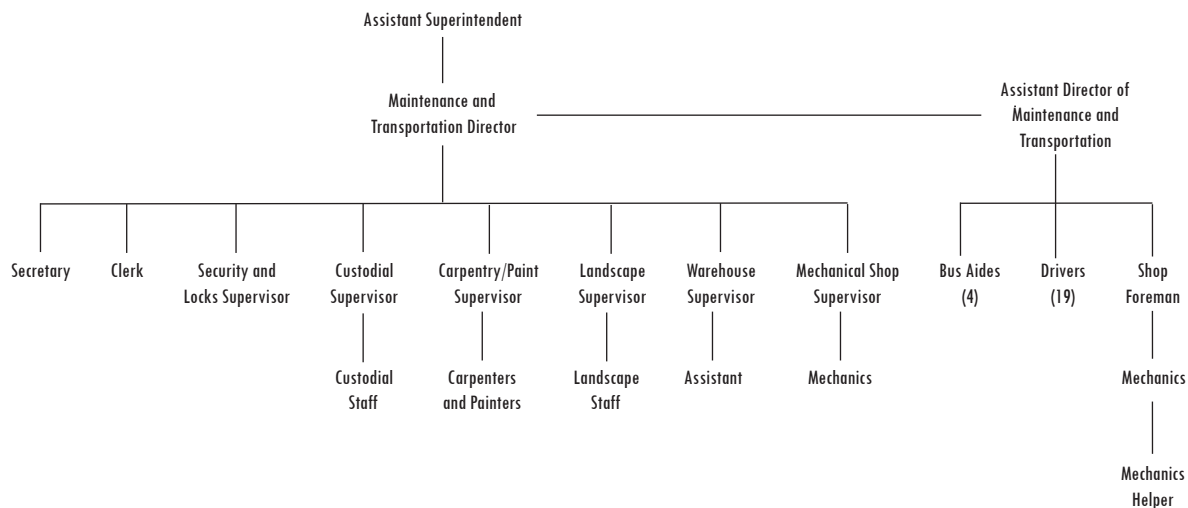 Assistant Superintendent
Maintenance and
Transportation Director
Assistant Director of
Maintenance and
Transportation
Secretary
Clerk
Security and
Locks Supervisor
Custodial
Supervisor
Carpentry/Paint
Supervisor
Landscape
Supervisor
Warehouse
Supervisor
Mechanical Shop
Supervisor
Bus Aides
(4)
Drivers
(19)
Shop
Foreman
Custodial
Staff
Carpenters
and Painters
Landscape
Staff
Assistant
Mechanics
Mechanics
Mechanics
Helper